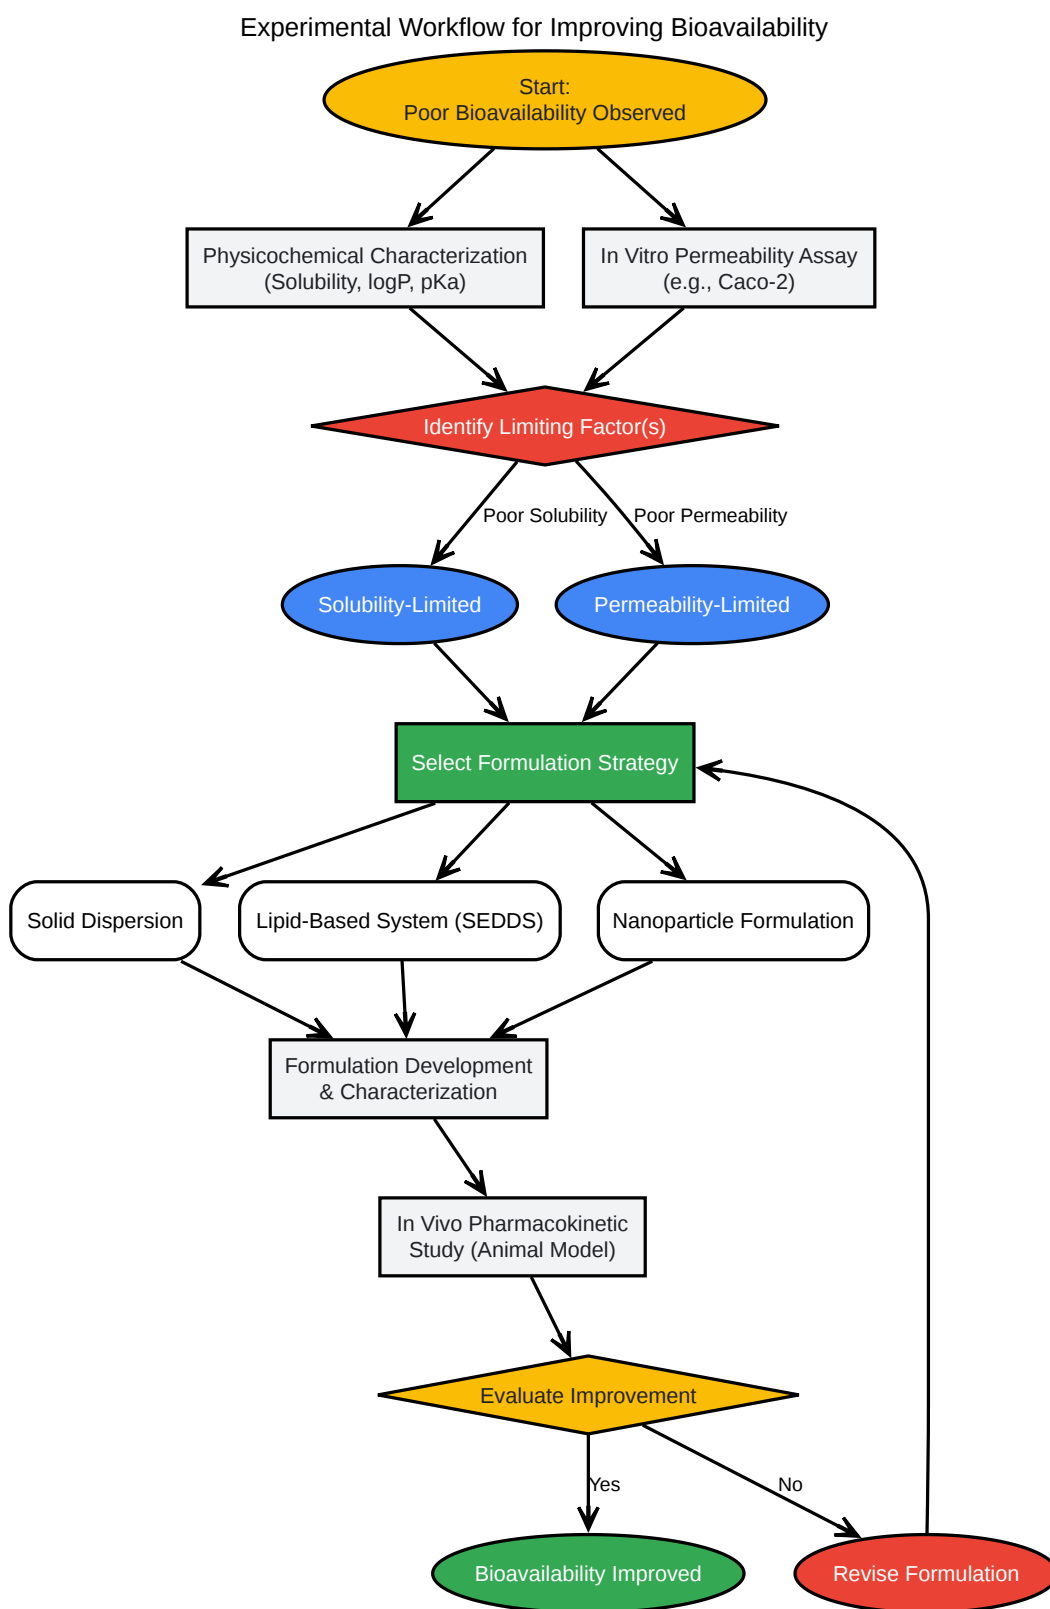 Experimental Workflow for Improving Bioavailability
Start:
Poor Bioavailability Observed
Physicochemical Characterization
(Solubility, logP, pKa)
In Vitro Permeability Assay
(e.g., Caco-2)
Identify Limiting Factor(s)
Poor Solubility
Poor Permeability
Solubility-Limited
Permeability-Limited
Select Formulation Strategy
Solid Dispersion
Lipid-Based System (SEDDS)
Nanoparticle Formulation
Formulation Development
& Characterization
In Vivo Pharmacokinetic
Study (Animal Model)
Evaluate Improvement
Yes
No
Bioavailability Improved
Revise Formulation